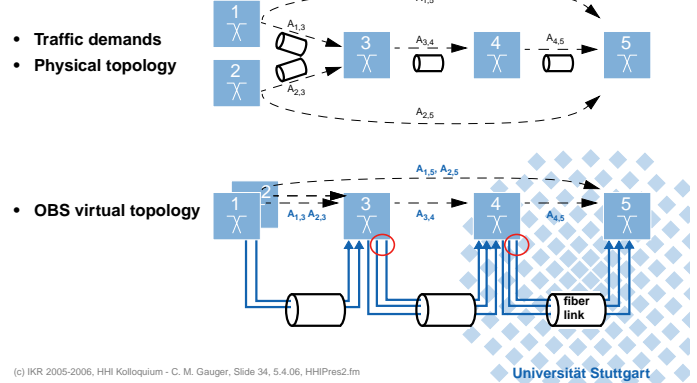 A1,5
1
A1,3
• Traffic demands
3
A3,4
4
A4,5
5
• Physical topology
2
A2,3
A2,5
A1,5, A2,5
2
1
3
4
5
• OBS virtual topology
A1,3 A2,3
A3,4
A4,5
fiber
link
(c) IKR 2005-2006, HHI Kolloquium - C. M. Gauger, Slide 34, 5.4.06, HHIPres2.fm
Universität Stuttgart